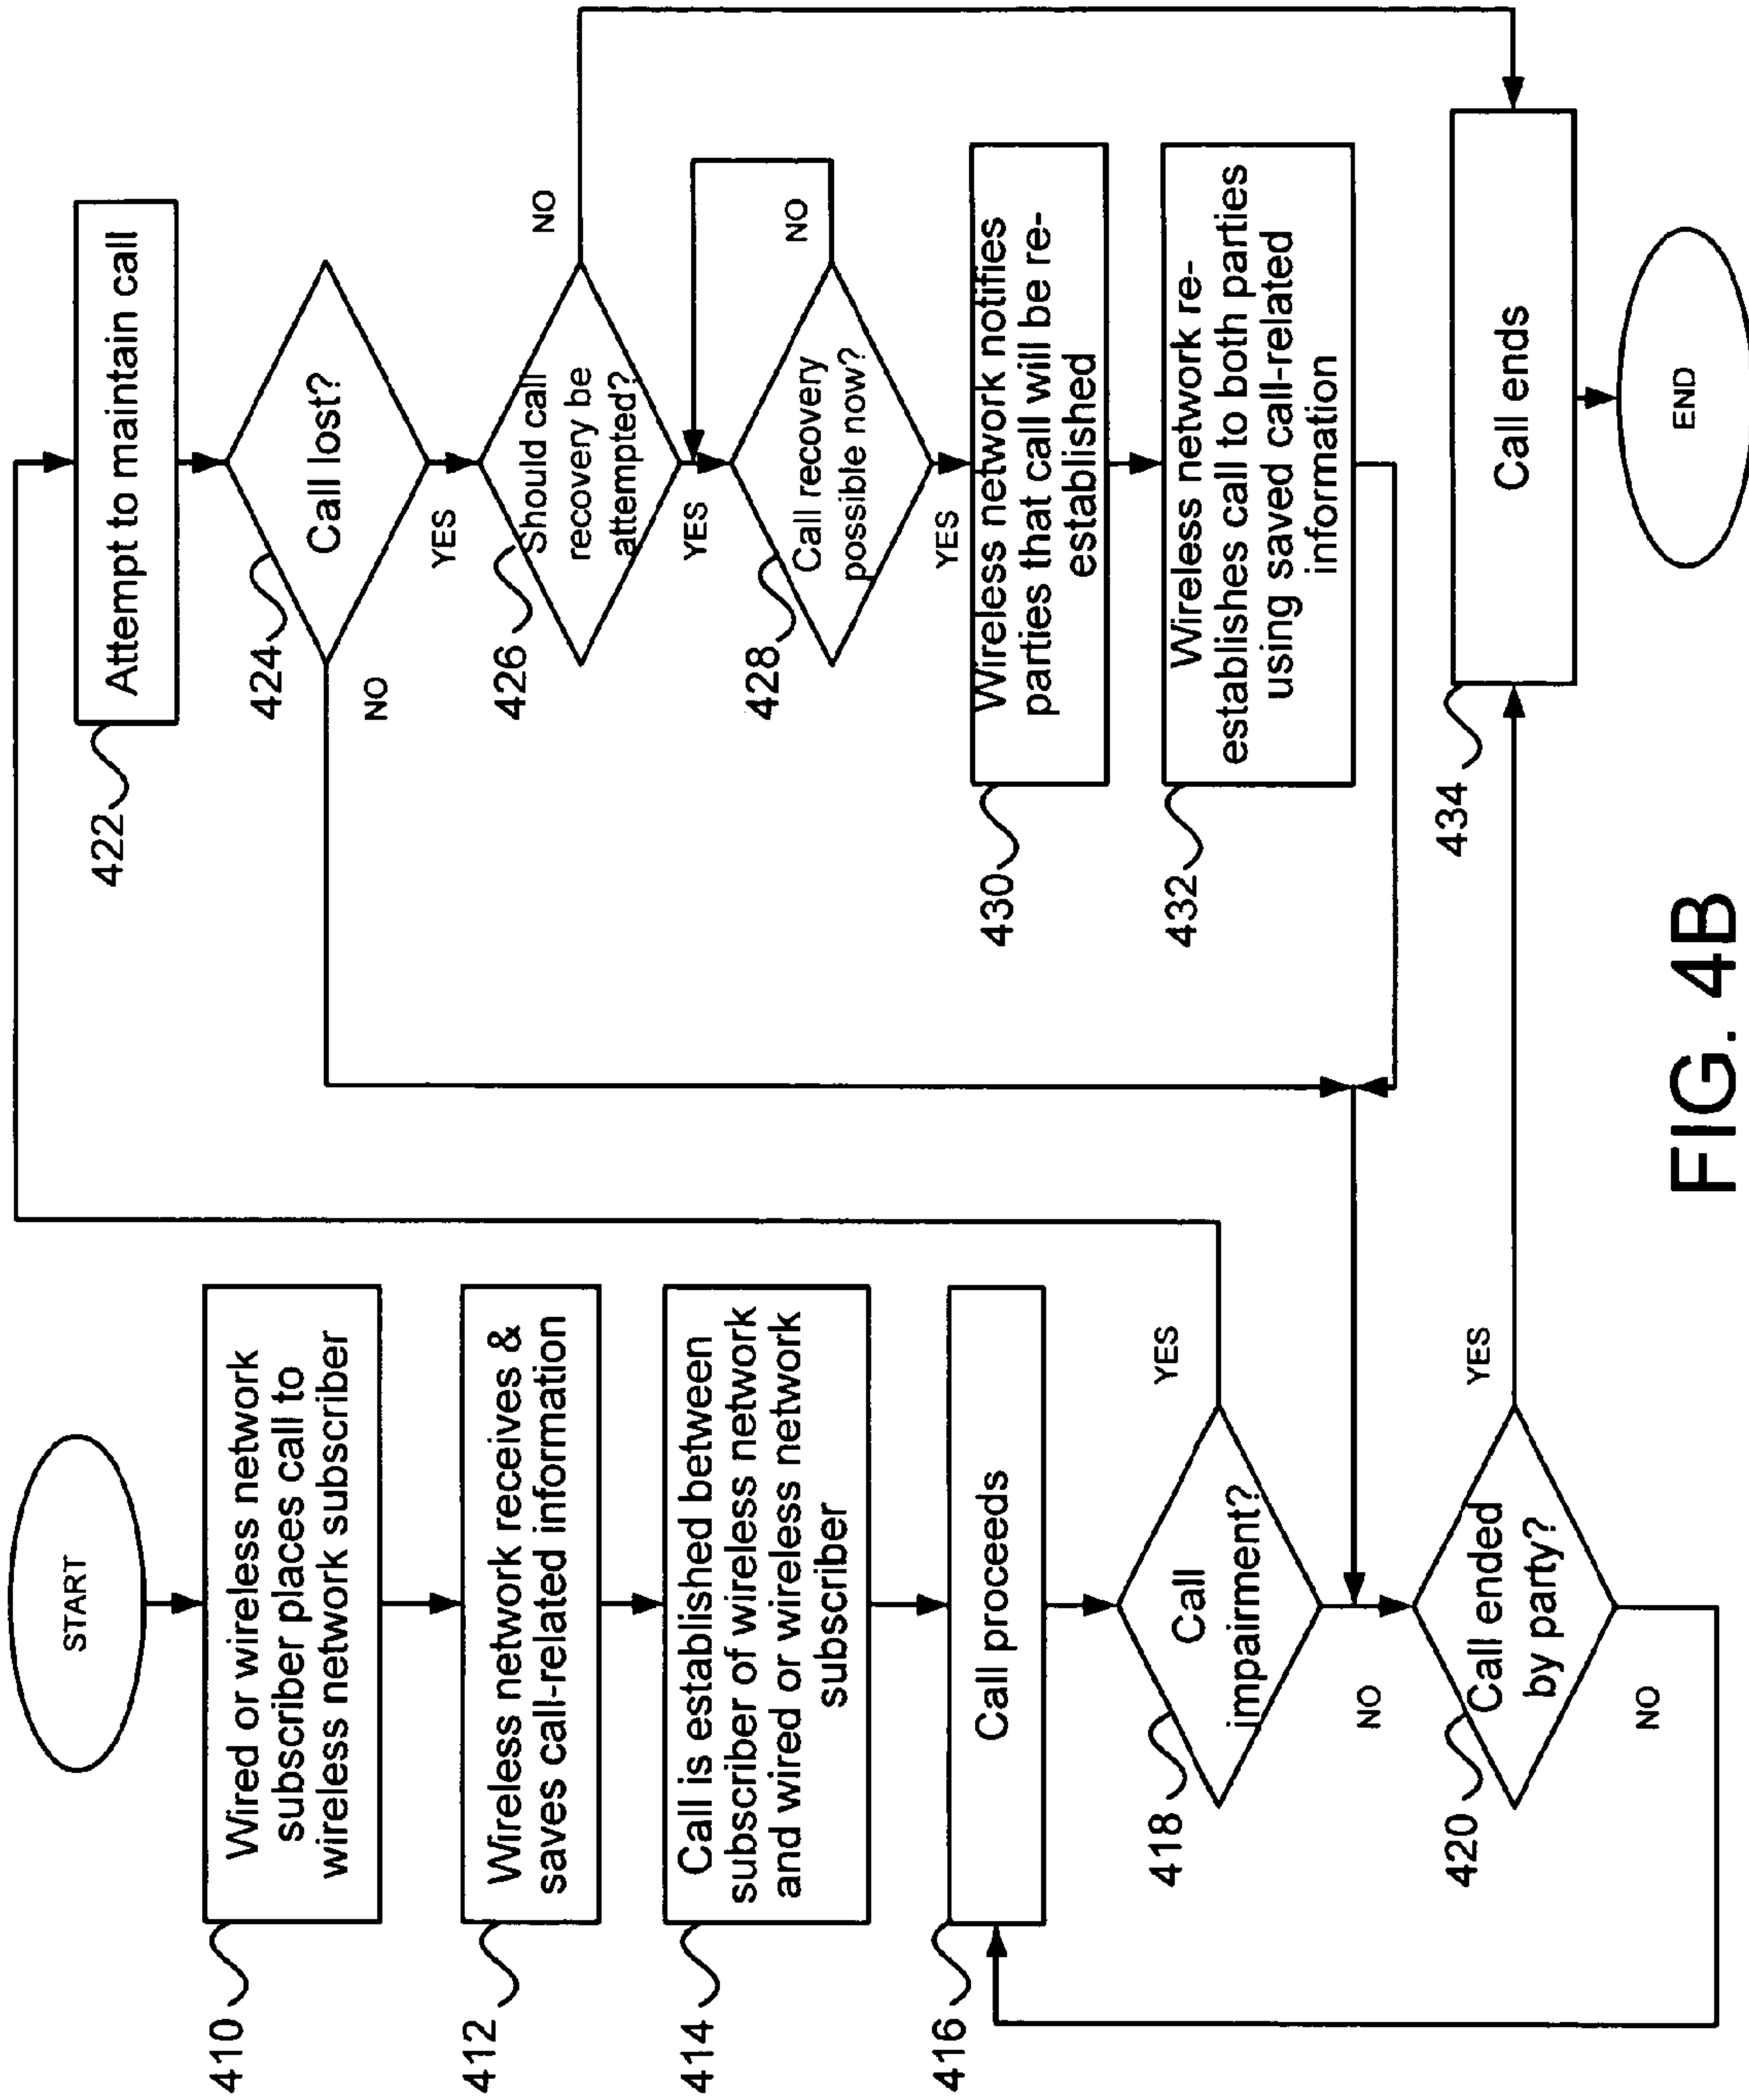 START
410
Wired or wireless network
subscriber places call to
wireless network subscriber
412
Wireless network receives &
saves call-related information
414
Call is established between
subscriber of wireless network
and wired or wireless network
subscriber
416
Call proceeds
418
Call
impairment?
YES
NO
420
Call ended
by party?
YES
NO
422
Attempt to maintain call
424
Call lost?
NO
YES
426
Should call
recovery be
attempted?
NO
YES
428
Call recovery
possible now?
NO
YES
430
Wireless network notifies
parties that call will be re-
established
432
Wireless network re-
establishes call to both parties
using saved call-related
information
434
Call ends
END
FIG. 4B